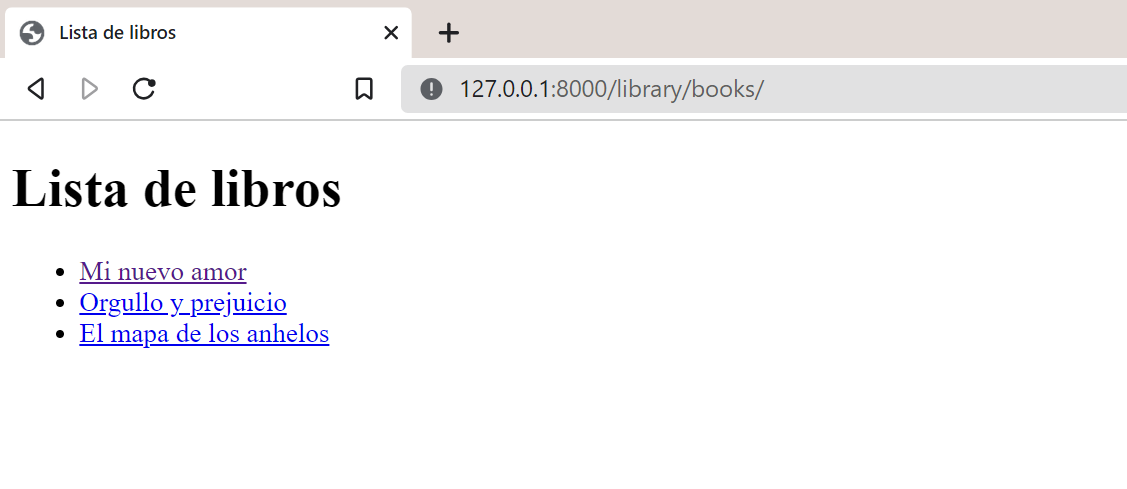 Lista de libros
127.0.0.1:8000/library/books/
Lista de libros
Mi nuevo amor
Orgullo y prejuicio
El mapa de los anhelos